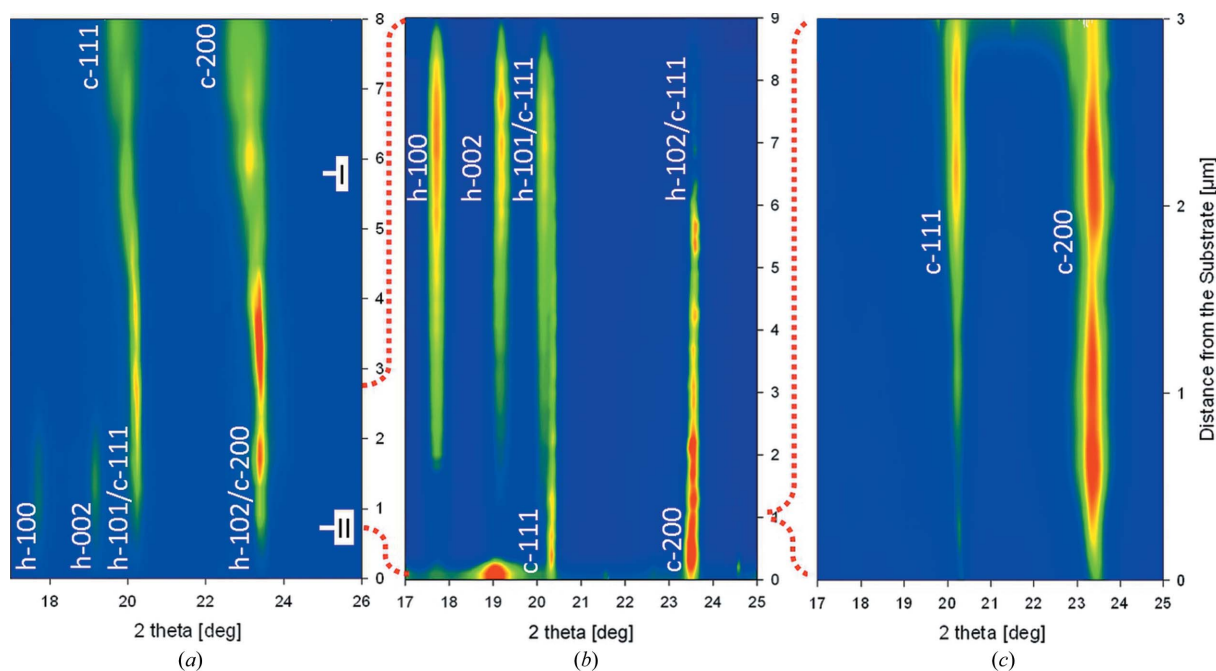 8
7
6
5
4
3
2
1
0
c-111
c-200
I
II
h-100
h-002
h-101/c-111
h-102/c-200
18
20
22
24
26
2 theta [deg]
(a)
9
8
7
6
5
4
3
2
1
0
h-100
h-002
h-101/c-111
h-102/c-111
c-111
c-200
17
18
19
20
21
22
23
24
25
2 theta [deg]
(b)
3
2
1
0
c-111
c-200
Distance from the Substrate [µm]
17
18
19
20
21
22
23
24
25
2 theta [deg]
(c)